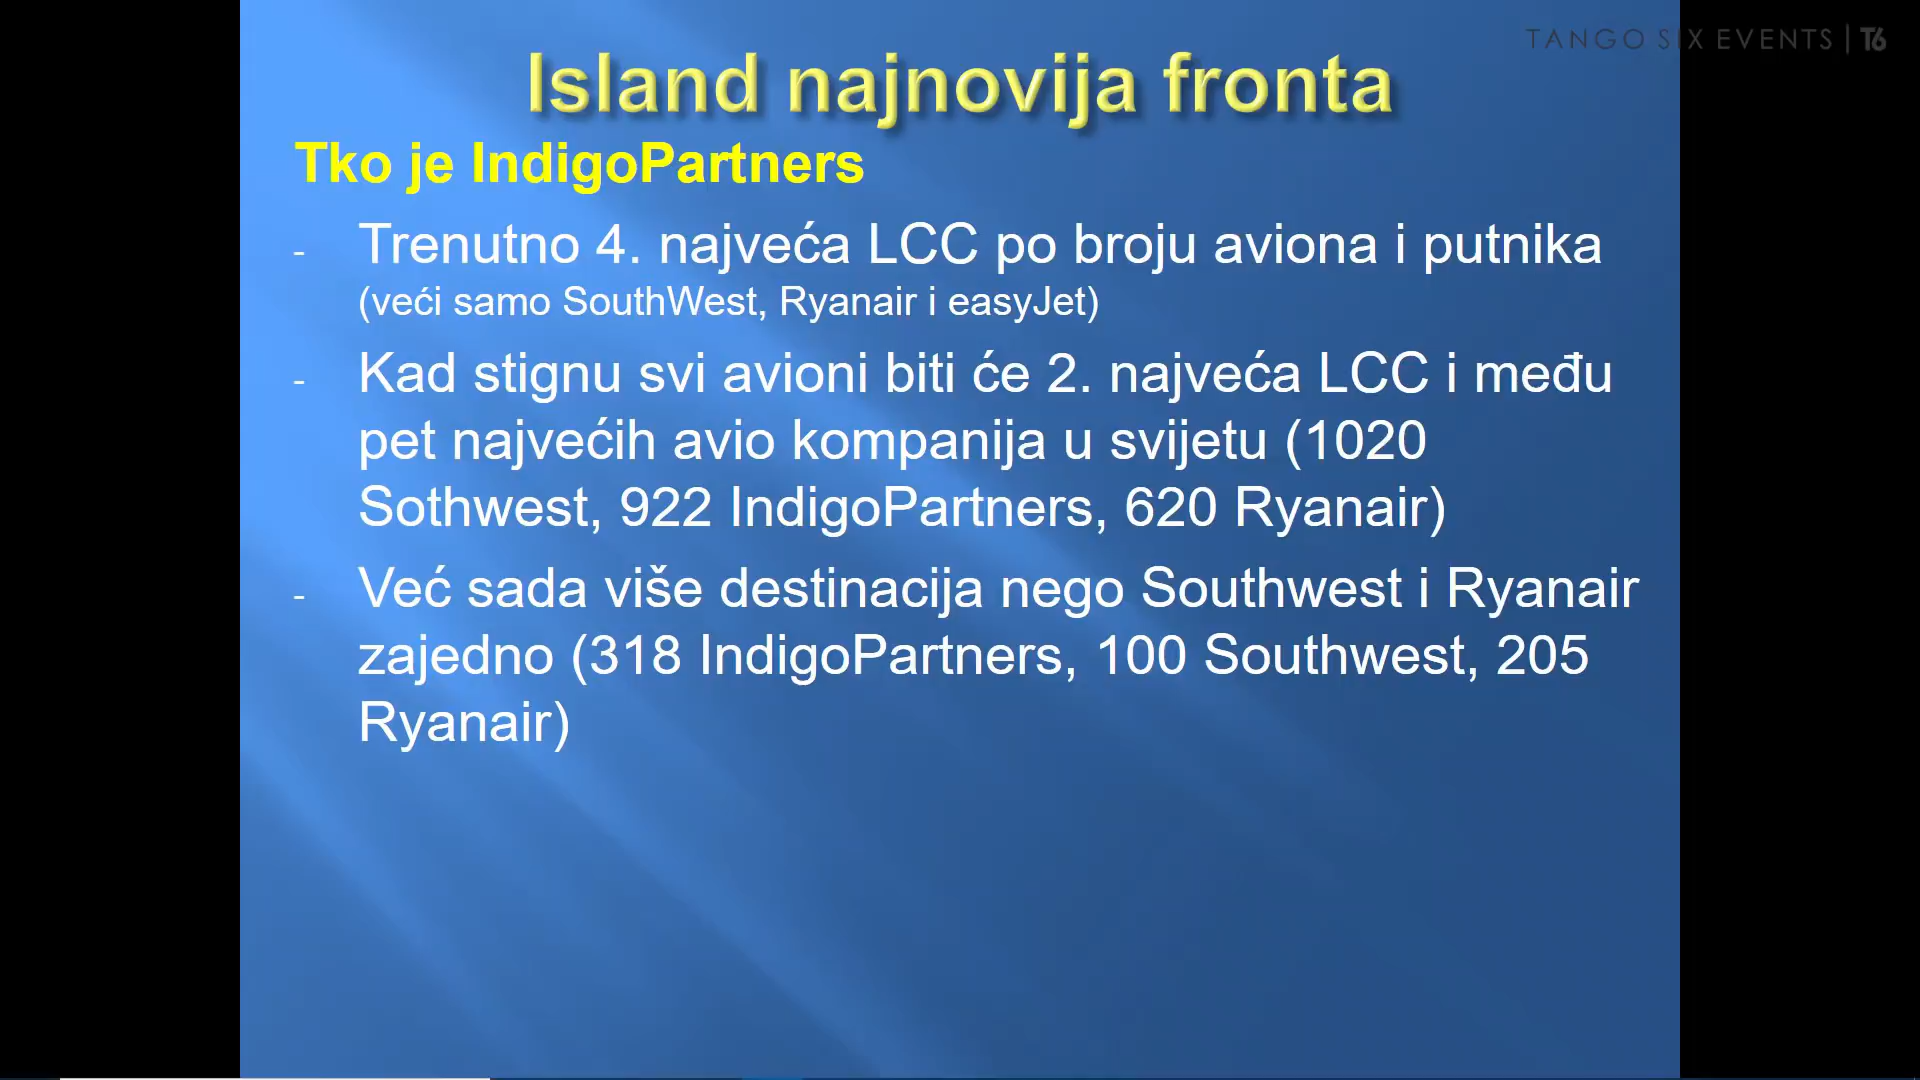 TANGO SIX EVENTS | T6
Island najnovija fronta
Tko je IndigoPartners
- Trenutno 4. najveća LCC po broju aviona i putnika
(veći samo SouthWest, Ryanair i easyJet)
- Kad stignu svi avioni biti će 2. najveća LCC i među
pet najvećih avio kompanija u svijetu (1020
Sothwest, 922 IndigoPartners, 620 Ryanair)
- Već sada više destinacija nego Southwest i Ryanair
zajedno (318 IndigoPartners, 100 Southwest, 205
Ryanair)